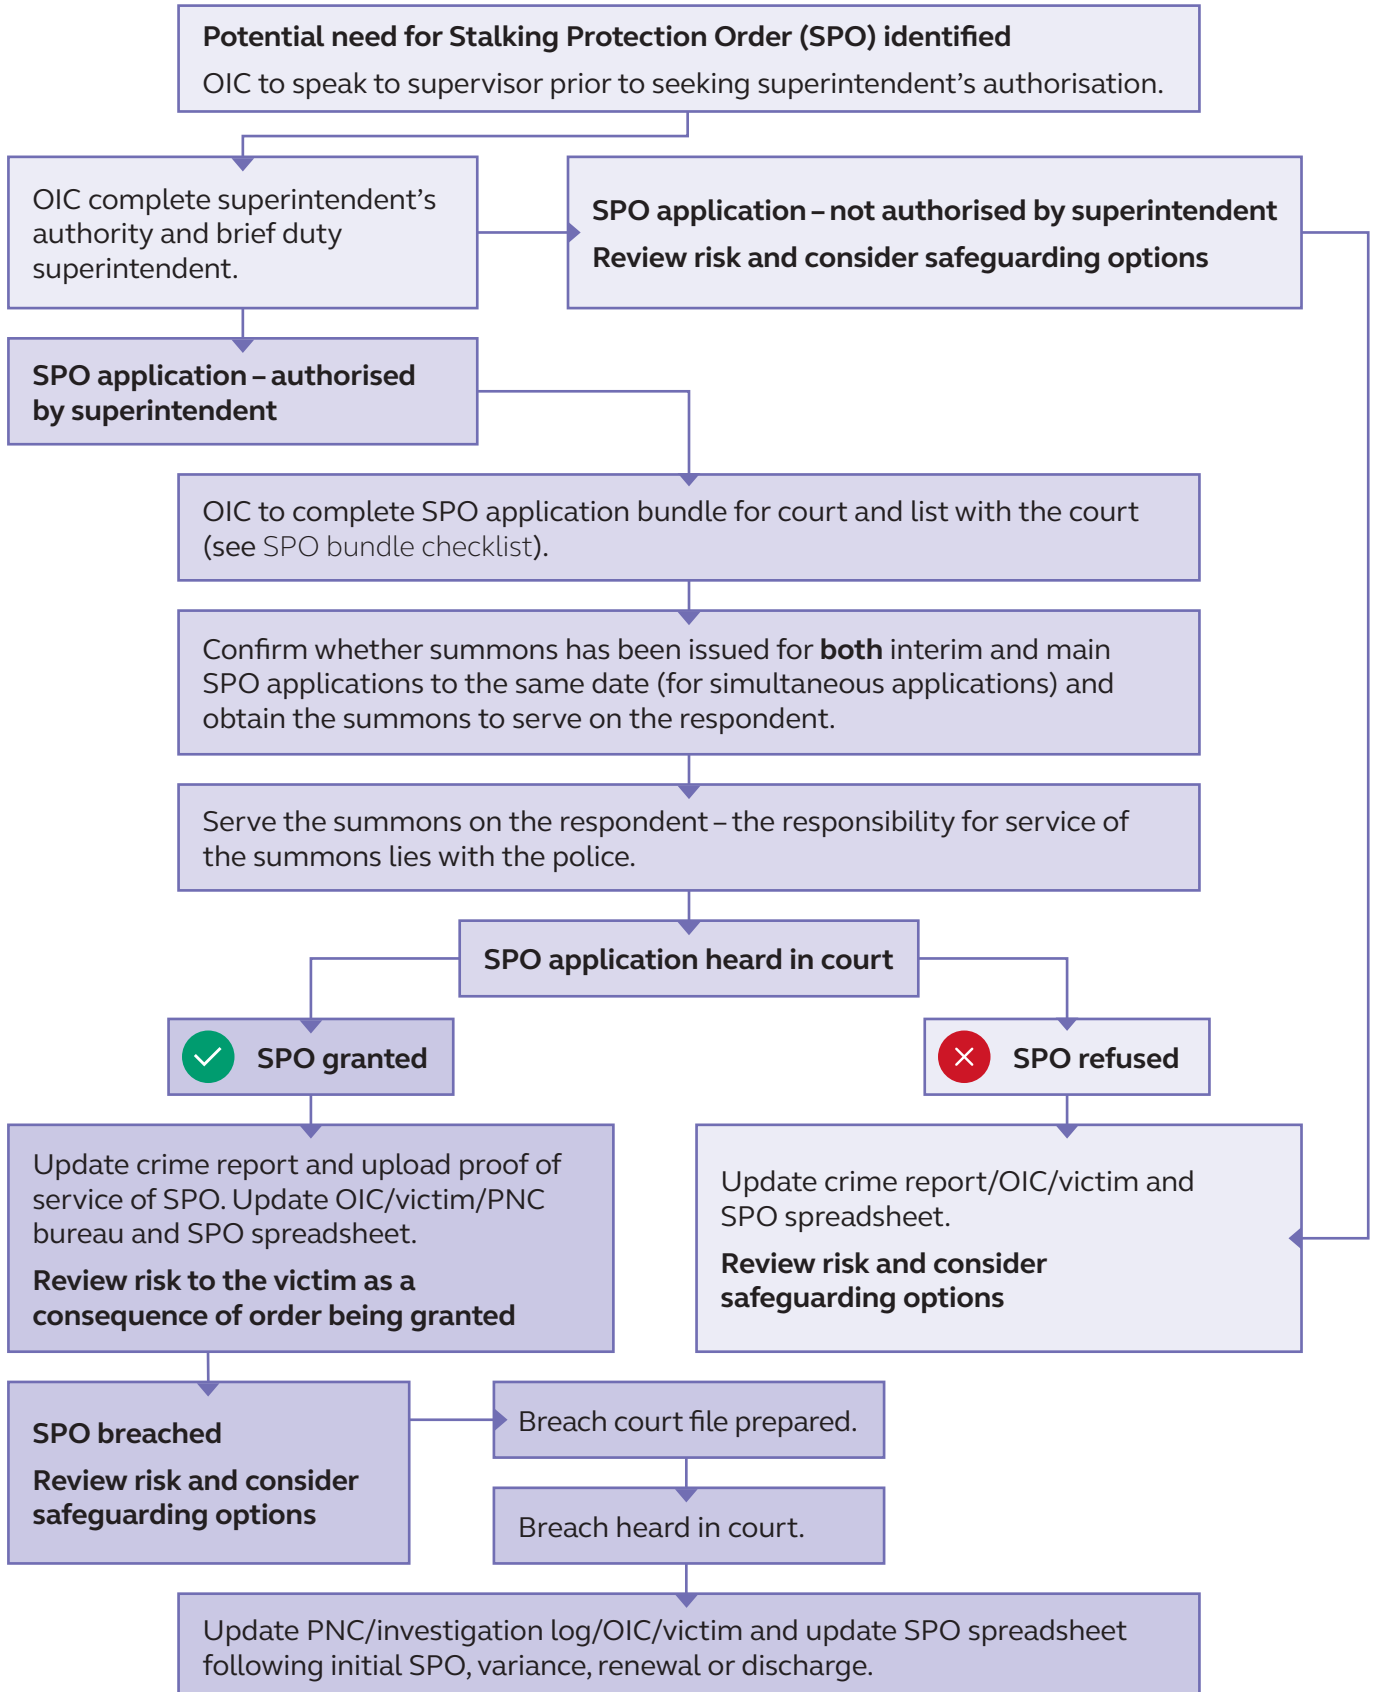 Potential need for Stalking Protection Order (SPO) identified
OIC to speak to supervisor prior to seeking superintendent’s authorisation.
OIC complete superintendent’s
authority and brief duty
superintendent.
SPO application – not authorised by superintendent
Review risk and consider safeguarding options
SPO application – authorised
by superintendent
OIC to complete SPO application bundle for court and list with the court
(see SPO bundle checklist).
Confirm whether summons has been issued for both interim and main
SPO applications to the same date (for simultaneous applications) and
obtain the summons to serve on the respondent.
Serve the summons on the respondent – the responsibility for service of
the summons lies with the police.
SPO application heard in court
SPO granted
SPO refused
Update crime report and upload proof of
service of SPO. Update OIC/victim/PNC
bureau and SPO spreadsheet.
Review risk to the victim as a
consequence of order being granted
Update crime report/OIC/victim and
SPO spreadsheet.
Review risk and consider
safeguarding options
SPO breached
Review risk and consider
safeguarding options
Breach court file prepared.
Breach heard in court.
Update PNC/investigation log/OIC/victim and update SPO spreadsheet
following initial SPO, variance, renewal or discharge.